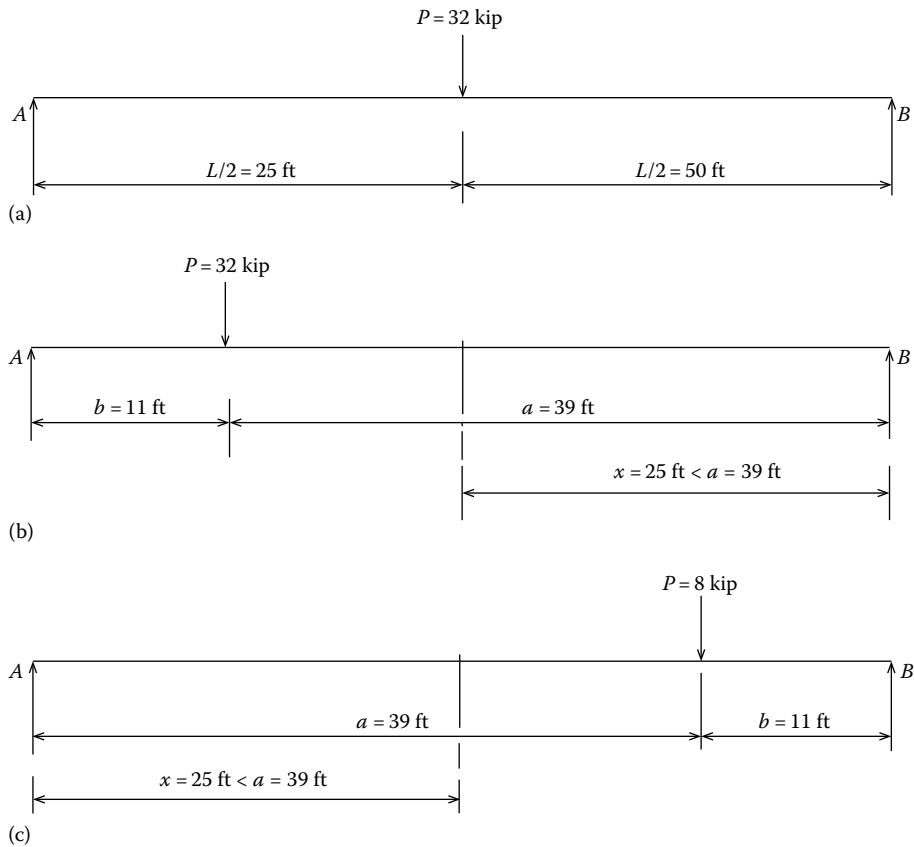 P = 32 kip
A
B
L/2 = 25 ft
L/2 = 50 ft
(a)
P = 32 kip
A
B
b = 11 ft
a = 39 ft
x = 25 ft < a = 39 ft
(b)
P = 8 kip
A
B
a = 39 ft
b = 11 ft
x = 25 ft < a = 39 ft
(c)